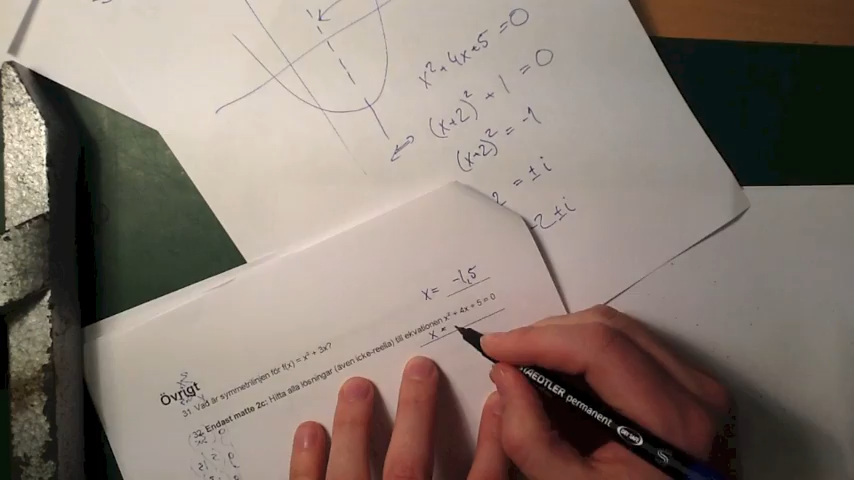 x² + 4x + 5 = 0
(x+2)² + 1 = 0
(x+2)² = -1
2 = ±i
-2 ±i
x = -1,5
Övrigt
31 Vad är symmetrilinjen för f(x) = x² + 3x?
32 Endast matte 2c: Hitta alla lösningar (även icke-reella) till ekvationen x² + 4x + 5 = 0
x =
STAEDTLER permanent
S